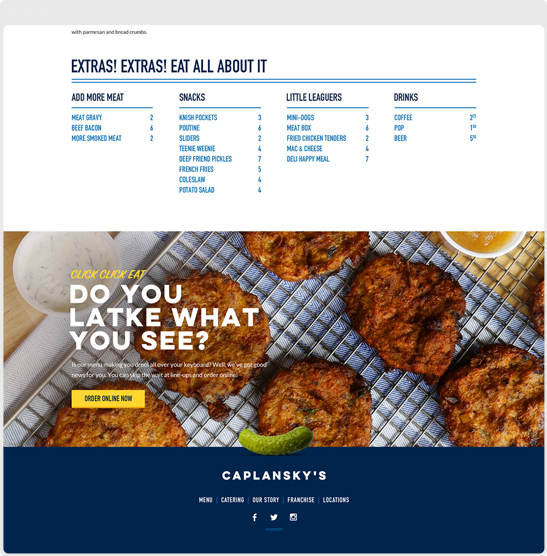 with parmesan and bread crumbs.
EXTRAS! EXTRAS! EAT ALL ABOUT IT
ADD MORE MEAT
MEAT GRAVY 2
BEEF BACON 6
MORE SMOKED MEAT 2
SNACKS
KNISH POCKETS 3
POUTINE 6
SLIDERS 2
TEENIE WEENIE 4
DEEP FRIEND PICKLES 7
FRENCH FRIES 5
COLESLAW 4
POTATO SALAD 4
LITTLE LEAGUERS
MINI-DOGS 3
MEAT BOX 6
FRIED CHICKEN TENDERS 2
MAC & CHEESE 4
DELI HAPPY MEAL 7
DRINKS
COFFEE 2
POP 1
BEER 5
CLICK CLICK EAT
DO YOU
LATKE WHAT
YOU SEE?
Is our menu making you drool all over your keyboard? Well, we've got good
news for you: You can skip the wait at line-ups and order online!
ORDER ONLINE NOW
CAPLANSKY'S
MENU | CATERING | OUR STORY | FRANCHISE | LOCATIONS